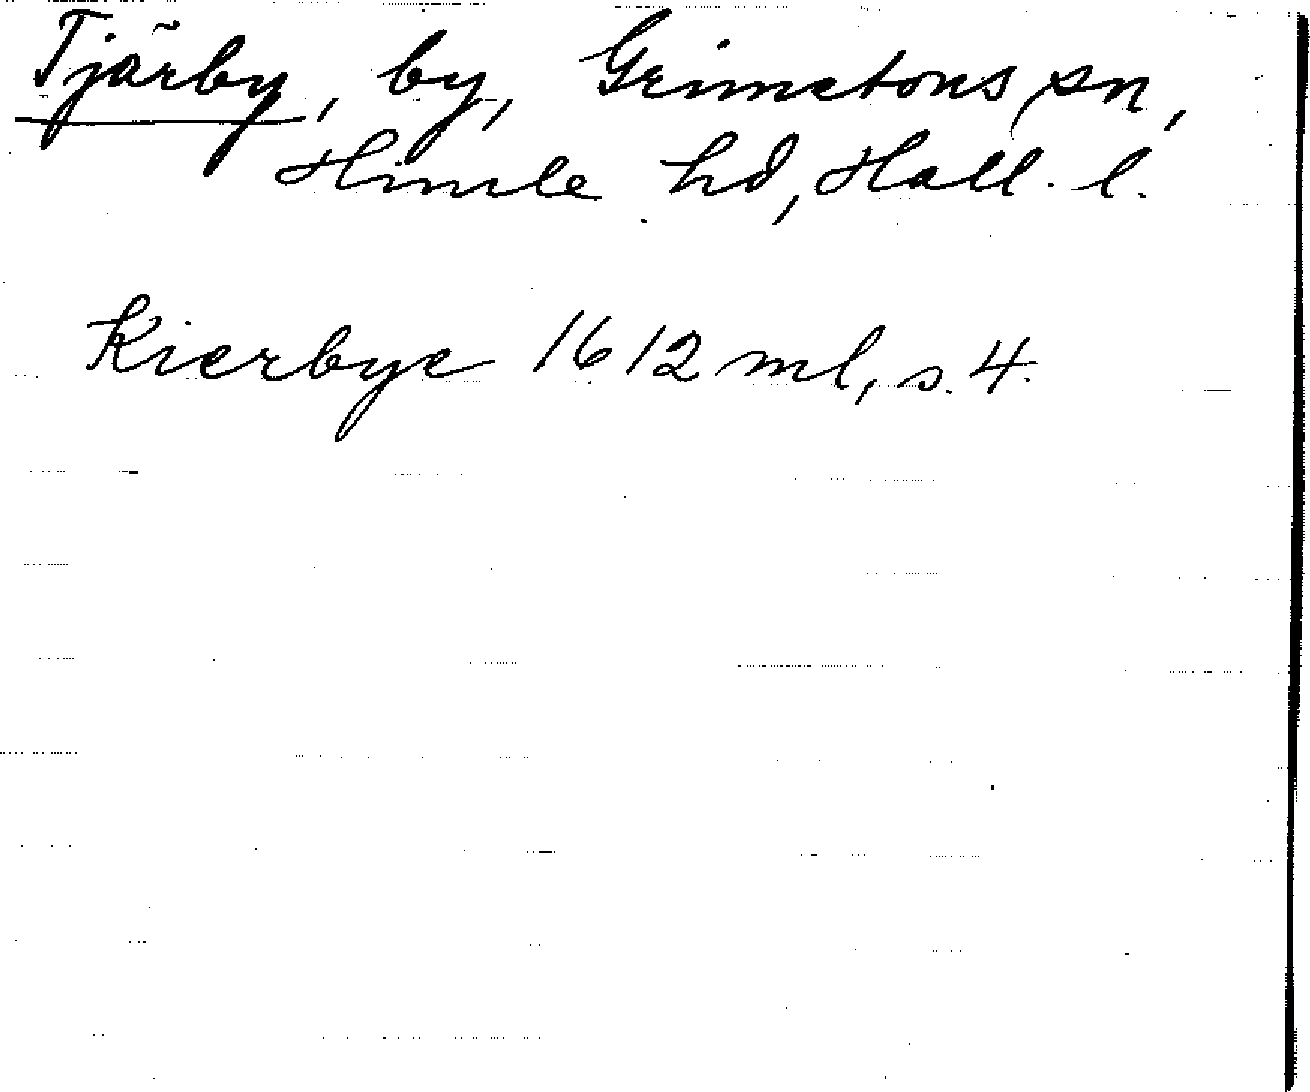 Tjärby, by, Grimetons sn,
Himle hd, Hall. l.
Kierbye 1612 ml, s. 4.